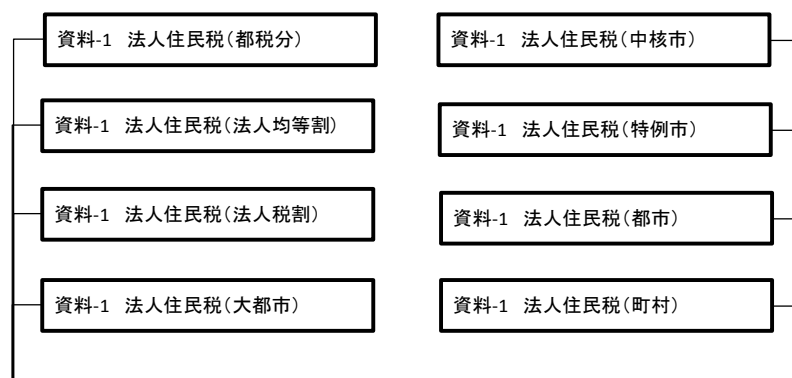 資料-1 法人住民税(都税分)
資料-1 法人住民税(法人均等割)
資料-1 法人住民税(法人税割)
資料-1 法人住民税(大都市)
資料-1 法人住民税(中核市)
資料-1 法人住民税(特例市)
資料-1 法人住民税(都市)
資料-1 法人住民税(町村)